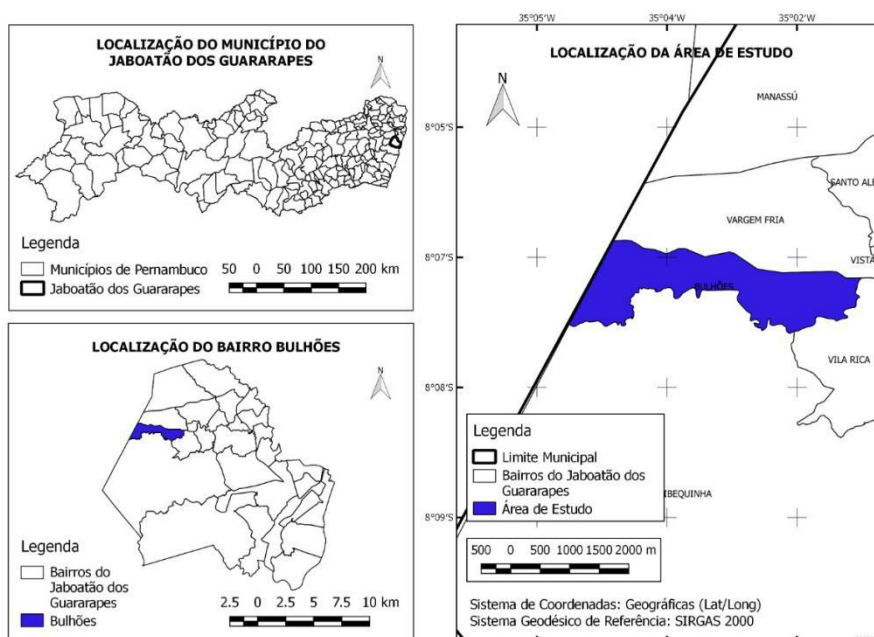 LOCALIZAÇÃO DO MUNICÍPIO DO
JABOATÃO DOS GUARARAPES
N
Legenda
Municípios de Pernambuco
Jaboatão dos Guararapes
50 0 50 100 150 200 km
LOCALIZAÇÃO DO BAIRRO BULHÕES
N
Legenda
Bairros do
Jaboatão dos
Guararapes
Bulhões
2.5 0 2.5 5 7.5 10 km
35°05'W 35°04'W 35°02'W
LOCALIZAÇÃO DA ÁREA DE ESTUDO
N
MANASSÚ
8°05'S
SANTO ALE
VARGEM FRIA
8°07'S
VISTA
BULHÕES
VILA RICA
8°08'S
Legenda
Limite Municipal
Bairros do Jaboatão dos
Guararapes
Área de Estudo
IBEQUINHA
8°09'S
500 0 500 1000 1500 2000 m
Sistema de Coordenadas: Geográficas (Lat/Long)
Sistema Geodésico de Referência: SIRGAS 2000